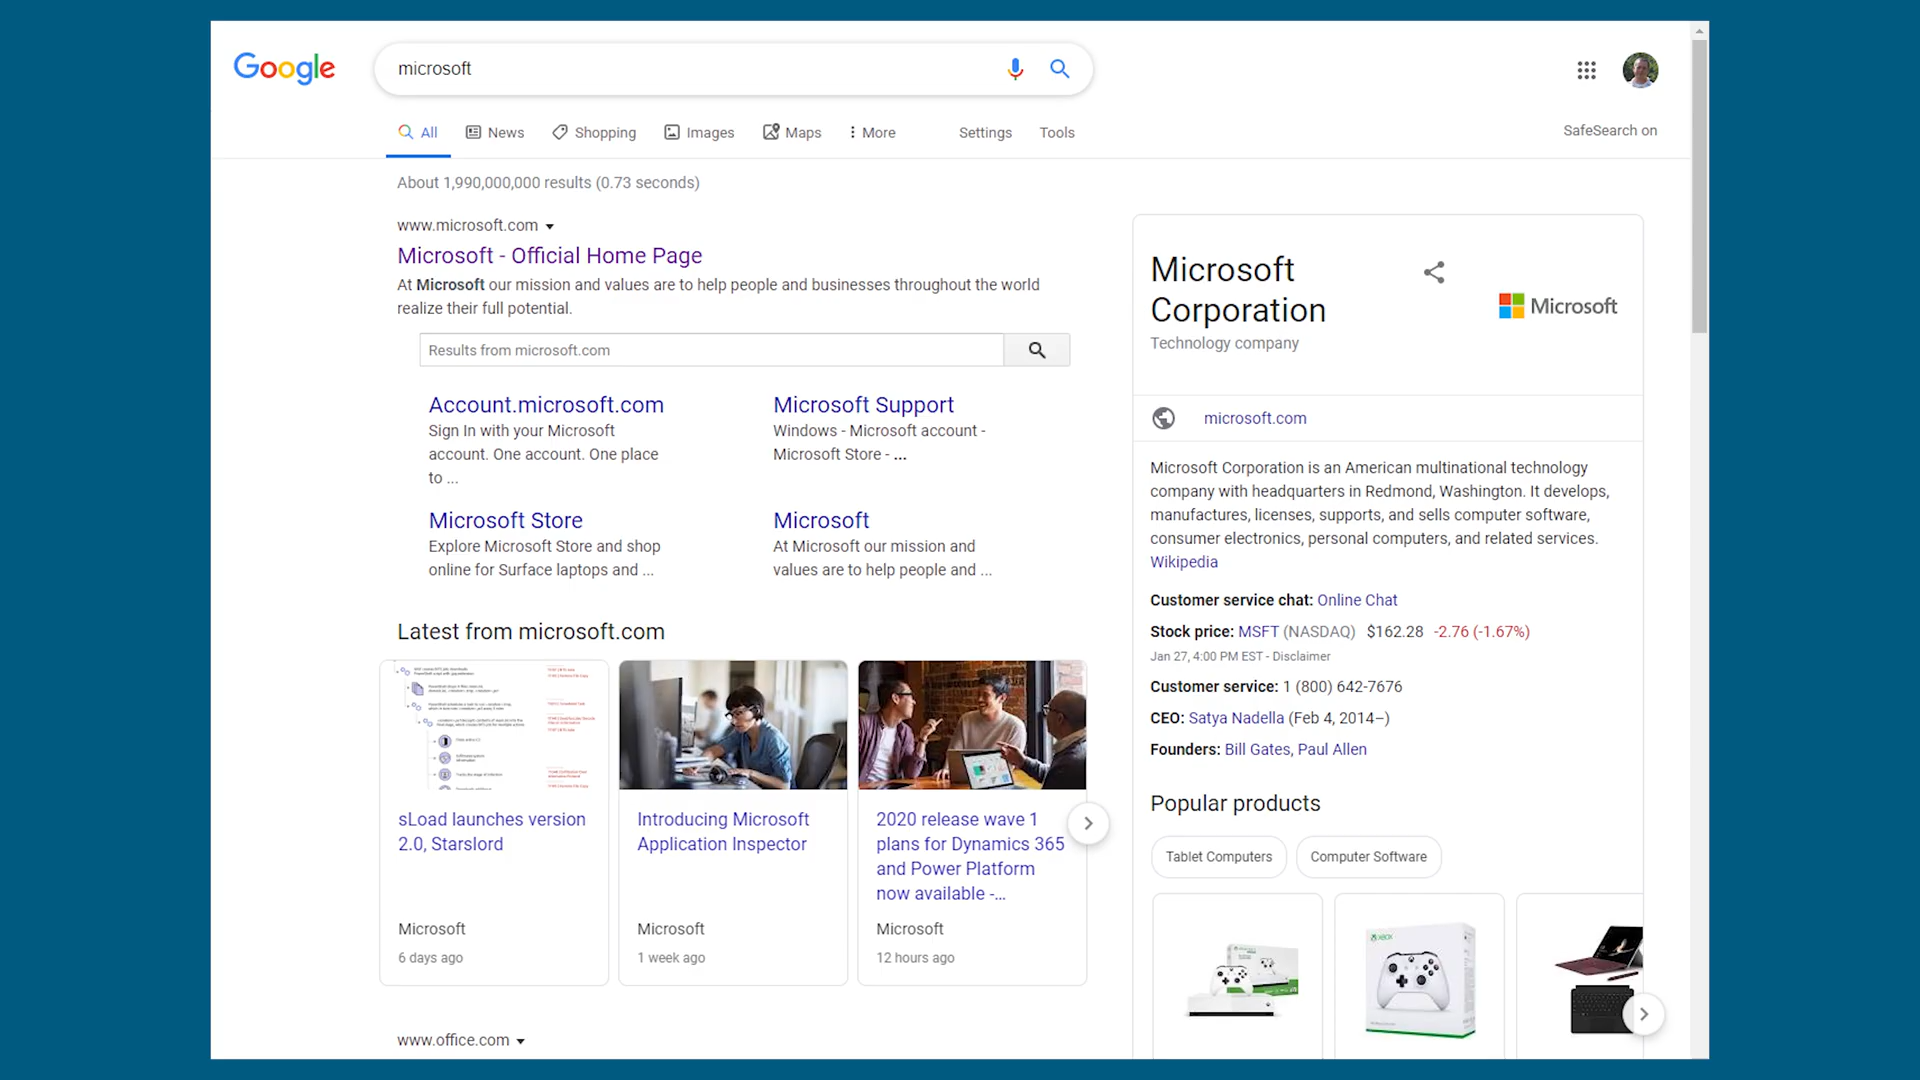 Google
microsoft
All
News
Shopping
Images
Maps
More
Settings
Tools
SafeSearch on
About 1,990,000,000 results (0.73 seconds)
www.microsoft.com
Microsoft - Official Home Page
At Microsoft our mission and values are to help people and businesses throughout the world
realize their full potential.
Results from microsoft.com
Account.microsoft.com
Sign In with your Microsoft
account. One account. One place
to ...
Microsoft Support
Windows - Microsoft account -
Microsoft Store - ...
Microsoft Store
Explore Microsoft Store and shop
online for Surface laptops and ...
Microsoft
At Microsoft our mission and
values are to help people and ...
Latest from microsoft.com
sLoad launches version
2.0, Starslord
Microsoft
6 days ago
Introducing Microsoft
Application Inspector
Microsoft
1 week ago
2020 release wave 1
plans for Dynamics 365
and Power Platform
now available -...
Microsoft
12 hours ago
www.office.com
Microsoft
Corporation
Technology company
Microsoft
microsoft.com
Microsoft Corporation is an American multinational technology
company with headquarters in Redmond, Washington. It develops,
manufactures, licenses, supports, and sells computer software,
consumer electronics, personal computers, and related services.
Wikipedia
Customer service chat: Online Chat
Stock price: MSFT (NASDAQ) $162.28 -2.76 (-1.67%)
Jan 27, 4:00 PM EST - Disclaimer
Customer service: 1 (800) 642-7676
CEO: Satya Nadella (Feb 4, 2014–)
Founders: Bill Gates, Paul Allen
Popular products
Tablet Computers
Computer Software
XBOX